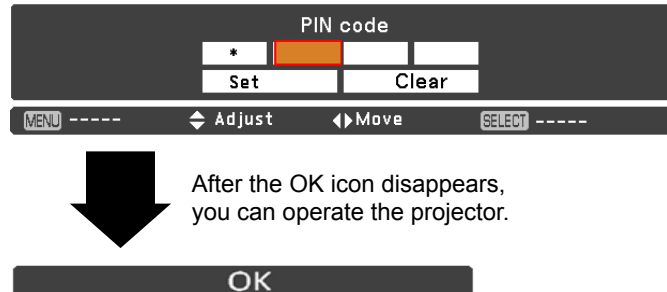 PIN code
*
Set Clear
MENU ----- Adjust Move SELECT -----
After the OK icon disappears,
you can operate the projector.
OK